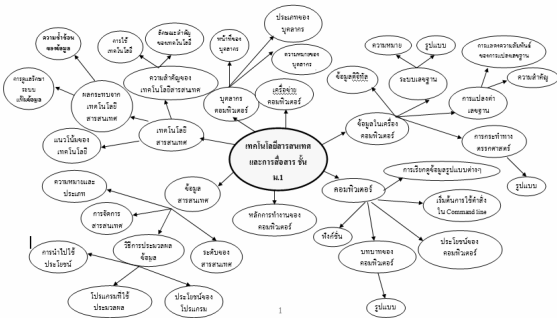 ประเภทของ
บุคลากร
ลักษณะสำคัญ
ของเทคโนโลยี
การใช้
เทคโนโลยี
หน้าที่ของ
บุคลากร
ความซ้ำซ้อน
ของข้อมูล
ความหมายของ
บุคลากร
ความหมาย
รูปแบบ
การแสดงความสัมพันธ์
ของการแปลงเลขฐาน
ความสำคัญ
ข้อมูลดิจิทัล
ระบบเลขฐาน
ความสำคัญของ
เทคโนโลยีสารสนเทศ
การดูแลรักษา
ระบบ
แฟ้มข้อมูล
ผลกระทบจาก
เทคโนโลยี
สารสนเทศ
บุคลากร
คอมพิวเตอร์
เครือข่าย
คอมพิวเตอร์
การแปลงค่า
เลขฐาน
ข้อมูลในเครื่อง
คอมพิวเตอร์
เทคโนโลยี
สารสนเทศ
แนวโน้มของ
เทคโนโลยี
การกระทำทาง
ตรรกศาสตร์
เทคโนโลยีสารสนเทศ
และการสื่อสาร ชั้น
ม.1
การเรียกดูข้อมูลรูปแบบต่างๆ
รูปแบบ
ความหมายและ
ประเภท
ข้อมูล
สารสนเทศ
คอมพิวเตอร์
เริ่มต้นการใช้คำสั่ง
ใน Command line
การจัดการ
สารสนเทศ
หลักการทำงานของ
คอมพิวเตอร์
ฟังก์ชั่น
วิธีการประมวลผล
ข้อมูล
ระดับของ
สารสนเทศ
บทบาทของ
คอมพิวเตอร์
ประโยชน์ของ
คอมพิวเตอร์
การนำไปใช้
ประโยชน์
โปรแกรมที่ใช้
ประมวลผล
ประโยชน์ของ
โปรแกรม
รูปแบบ
1